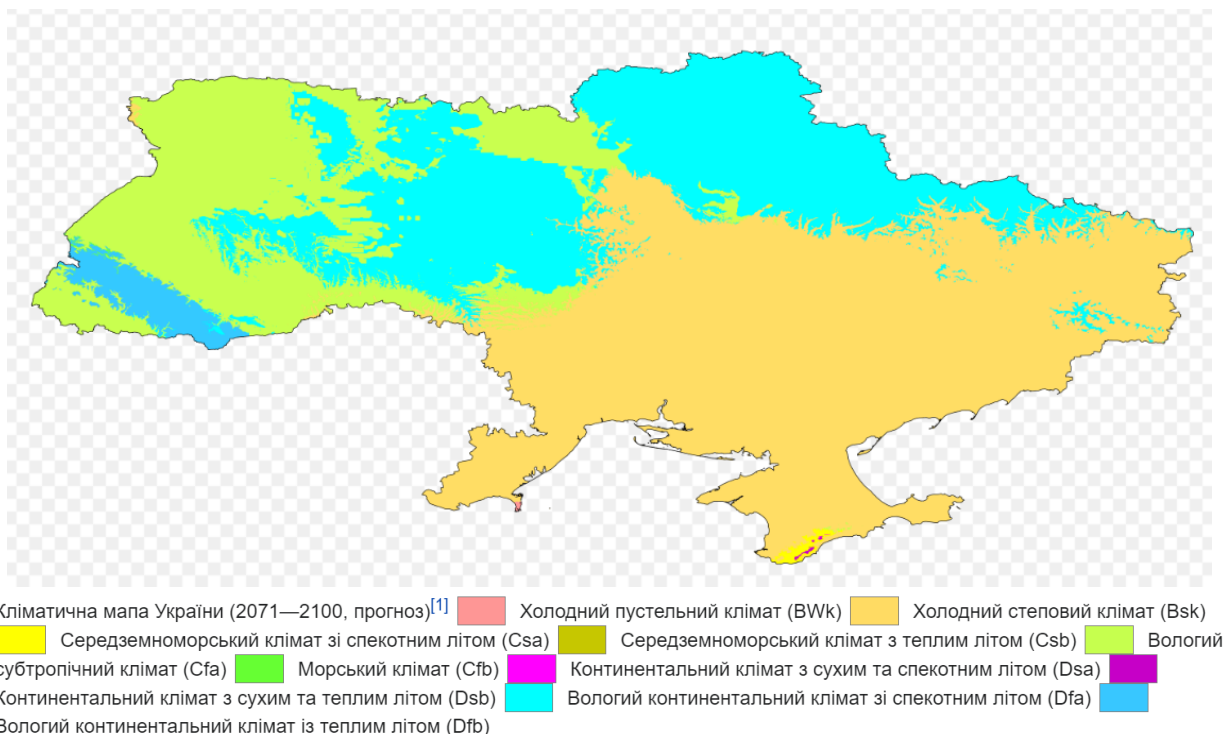 Кліматична мапа України (2071—2100, прогноз)[1] Холодний пустельний клімат (BWk) Холодний степовий клімат (Bsk)
Середземноморський клімат зі спекотним літом (Csa) Середземноморський клімат з теплим літом (Csb) Вологий
субтропічний клімат (Cfa) Морський клімат (Cfb) Континентальний клімат з сухим та спекотним літом (Dsa)
Континентальний клімат з сухим та теплим літом (Dsb) Вологий континентальний клімат зі спекотним літом (Dfa)
Вологий континентальний клімат із теплим літом (Dfb)